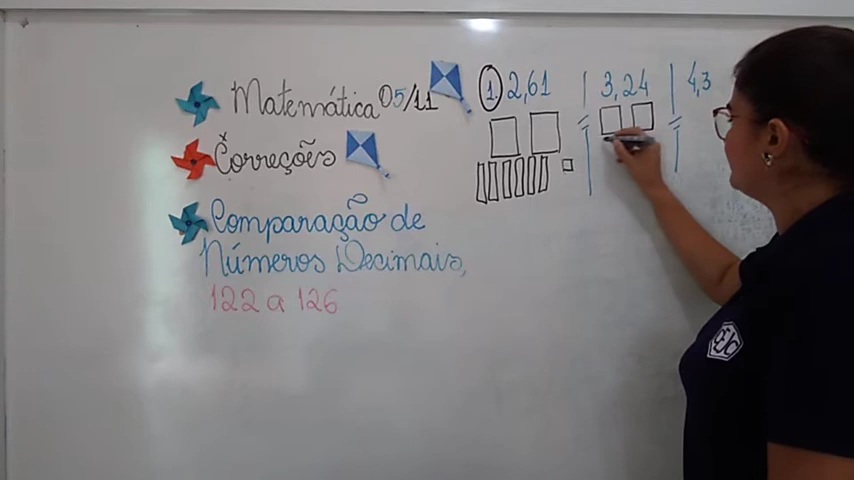 Matemática 05/11
Correções
Comparação de
Números Decimais,
122 a 126
1. 2,61
3,24
4,3